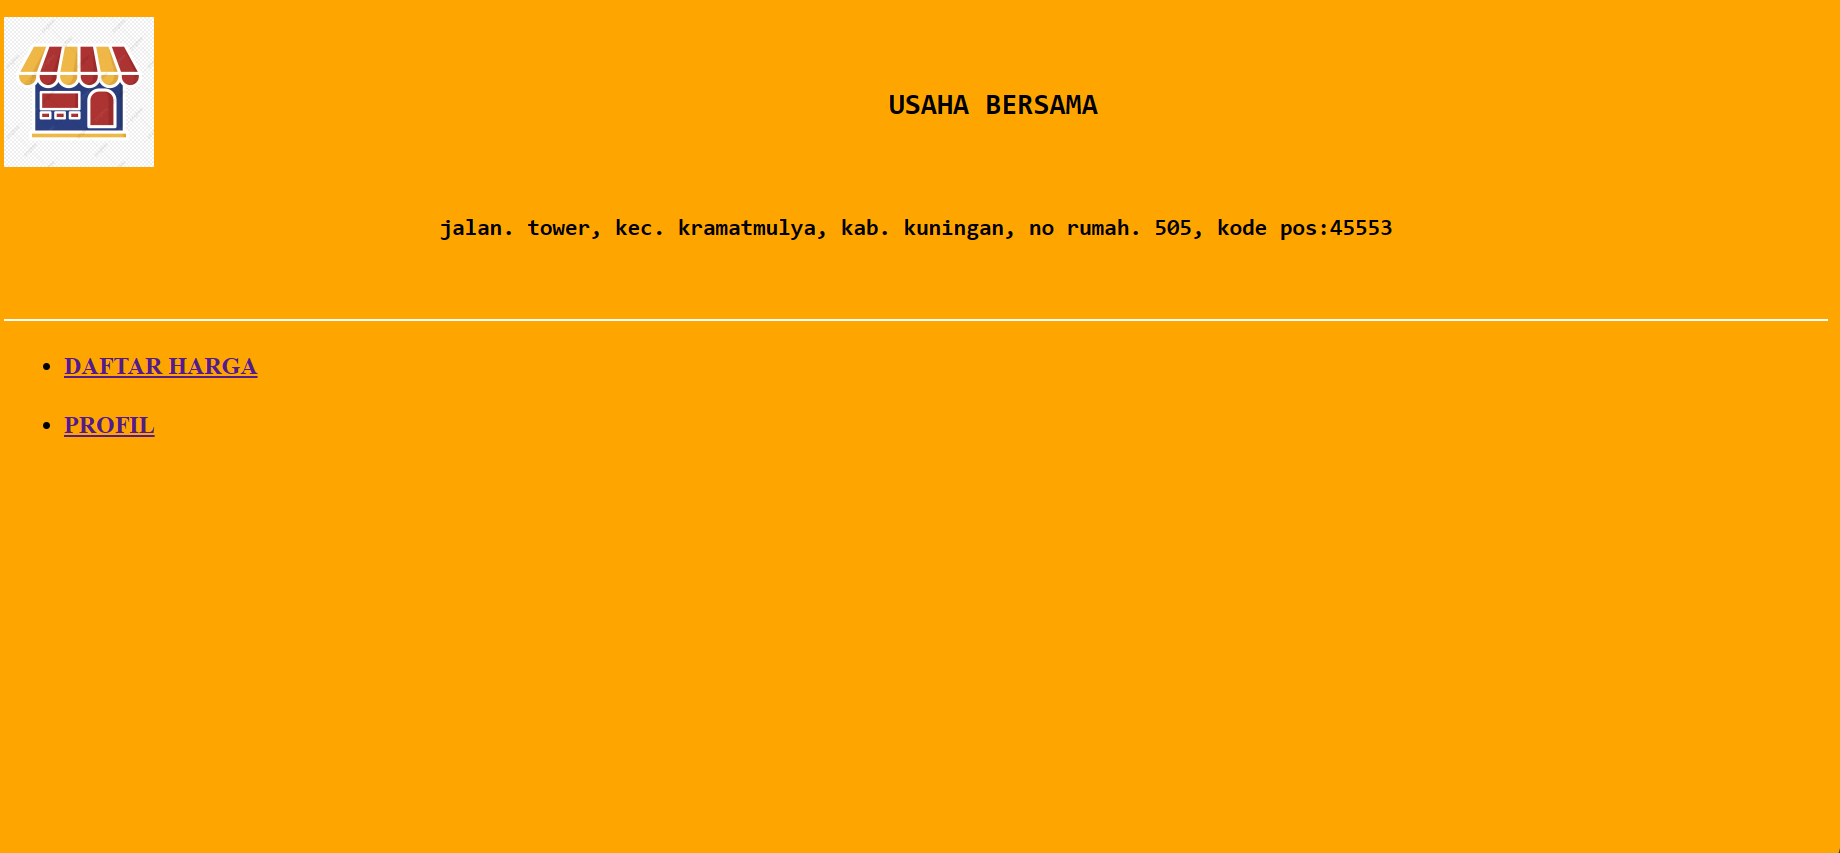 USAHA BERSAMA
jalan. tower, kec. kramatmulya, kab. kuningan, no rumah. 505, kode pos:45553
DAFTAR HARGA
PROFIL